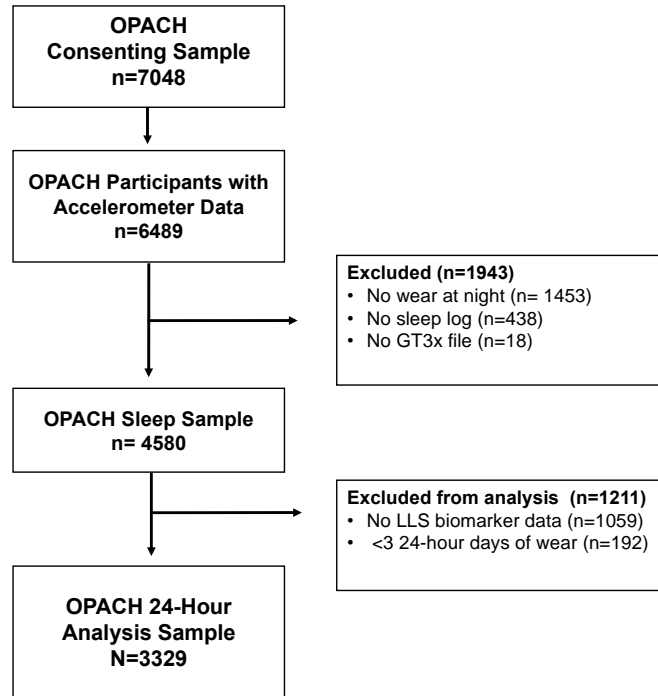 OPACH
Consenting Sample
n=7048
OPACH Participants with
Accelerometer Data
n=6489
Excluded (n=1943)
• No wear at night (n= 1453)
• No sleep log (n=438)
• No GT3x file (n=18)
OPACH Sleep Sample
n= 4580
Excluded from analysis (n=1211)
• No LLS biomarker data (n=1059)
• <3 24-hour days of wear (n=192)
OPACH 24-Hour
Analysis Sample
N=3329